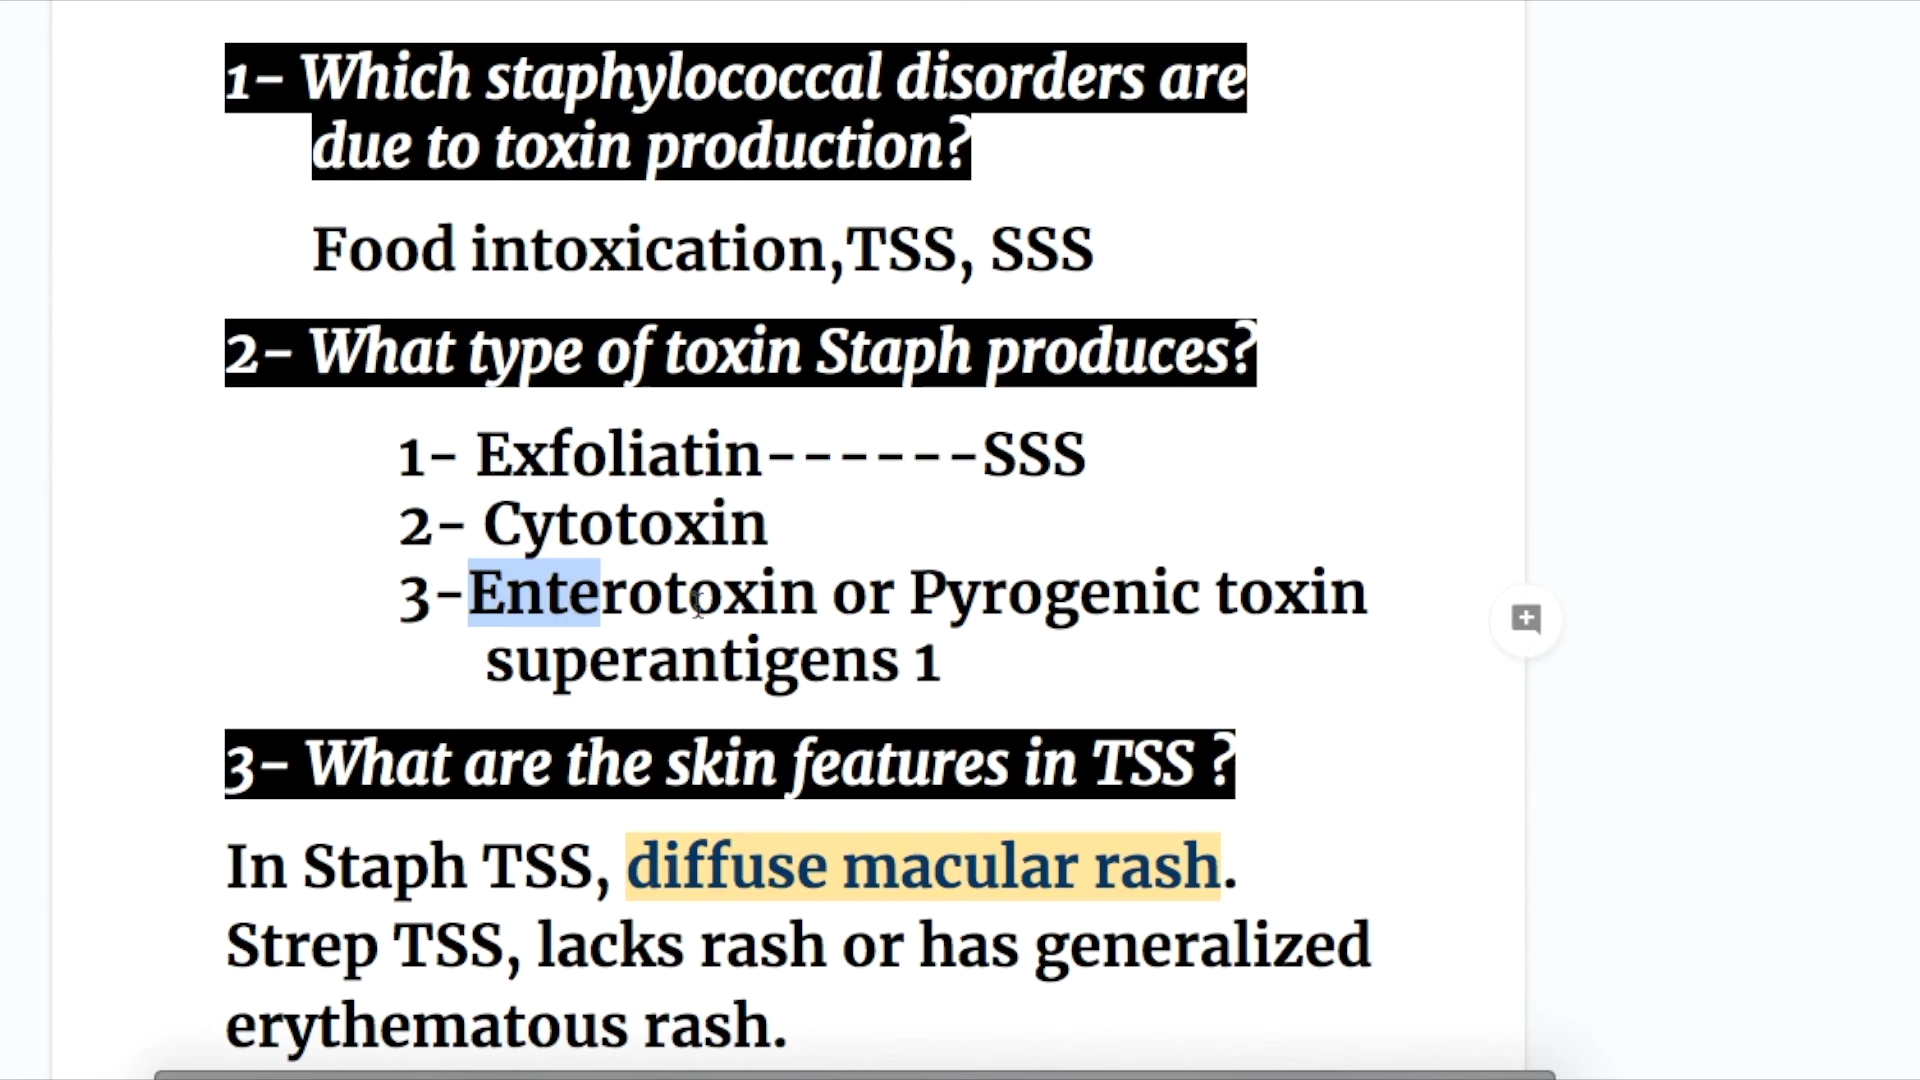 1- Which staphylococcal disorders are
due to toxin production?
Food intoxication,TSS, SSS
2- What type of toxin Staph produces?
1- Exfoliatin------SSS
2- Cytotoxin
3-Enterotoxin or Pyrogenic toxin
superantigens 1
3- What are the skin features in TSS ?
In Staph TSS, diffuse macular rash.
Strep TSS, lacks rash or has generalized
erythematous rash.